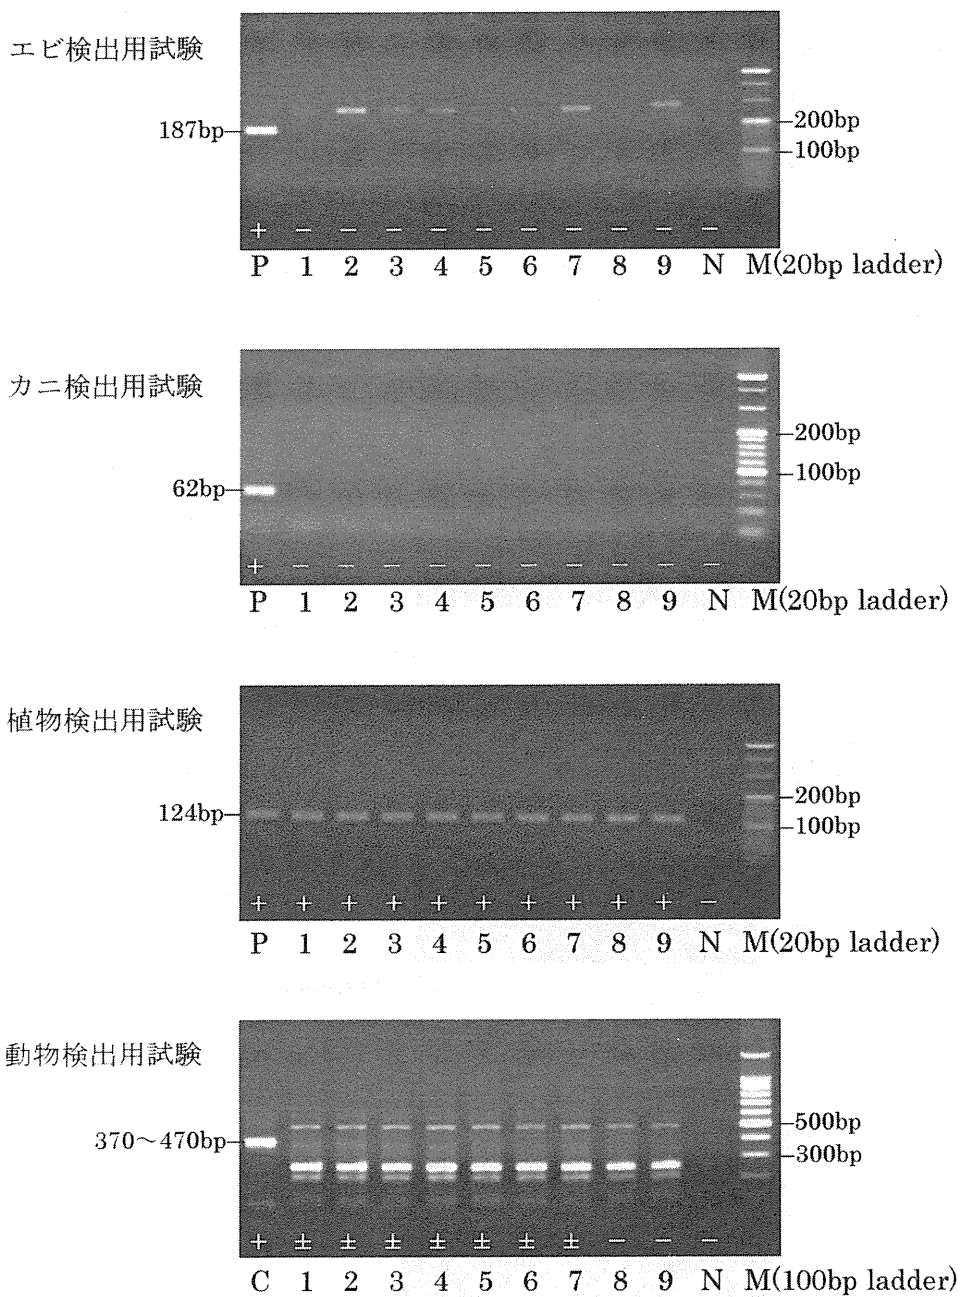 エビ検出用試験
187bp
200bp
100bp
+ − − − − − − − − − −
P 1 2 3 4 5 6 7 8 9 N M(20bp ladder)
カニ検出用試験
200bp
100bp
62bp
+ − − − − − − − − − −
P 1 2 3 4 5 6 7 8 9 N M(20bp ladder)
植物検出用試験
200bp
124bp
100bp
+ + + + + + + + + + −
P 1 2 3 4 5 6 7 8 9 N M(20bp ladder)
動物検出用試験
500bp
370～470bp
300bp
+ ± ± ± ± ± ± ± − − −
C 1 2 3 4 5 6 7 8 9 N M(100bp ladder)